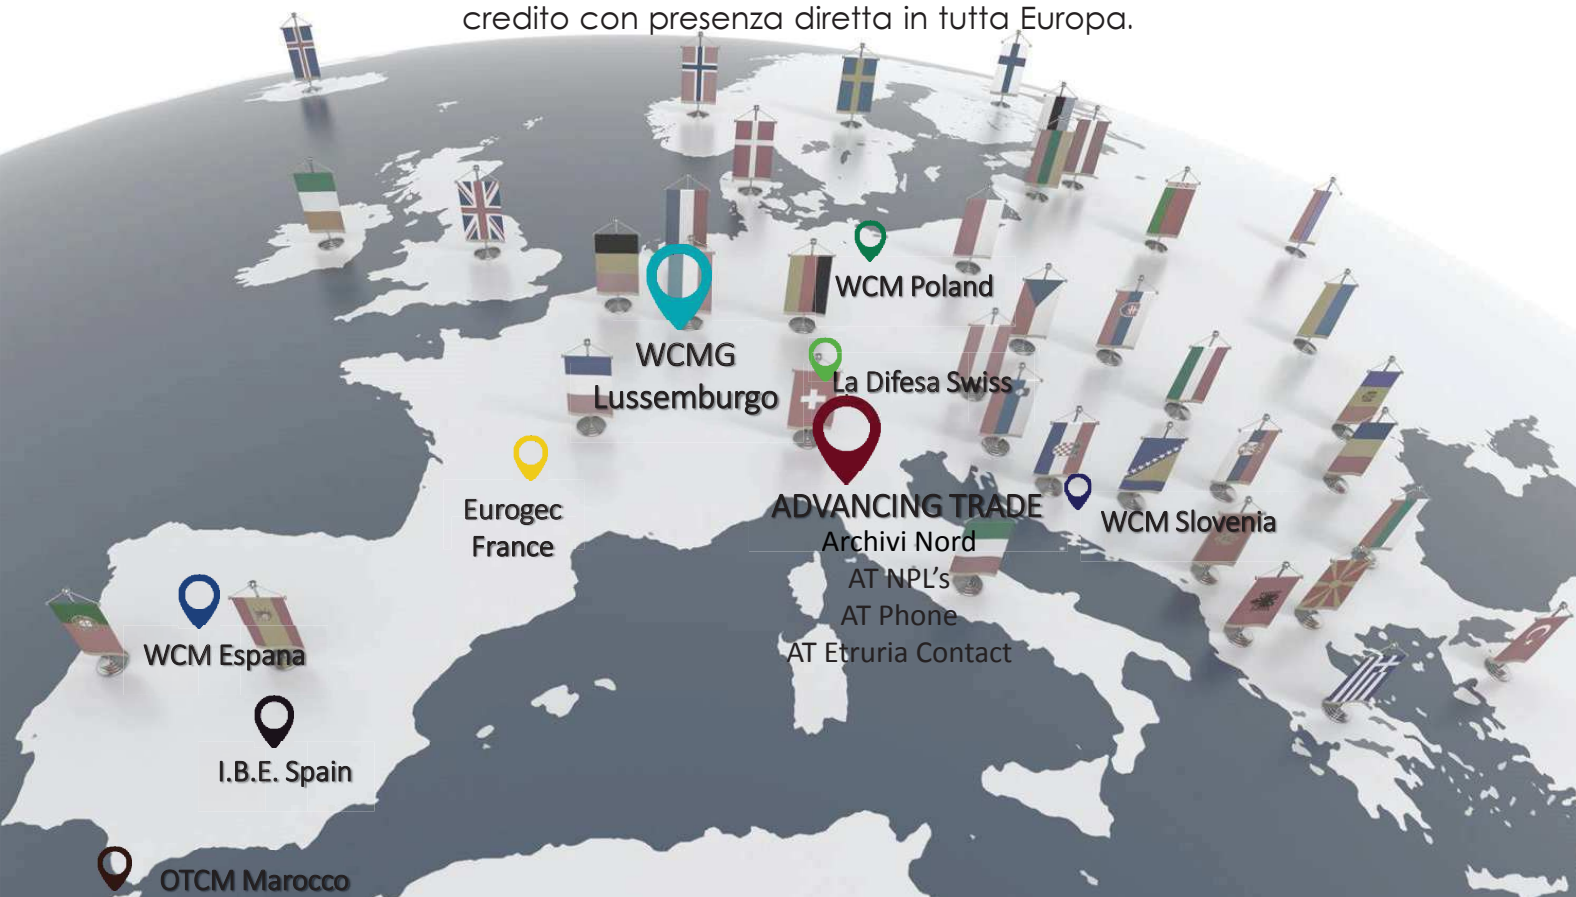 credito con presenza diretta in tutta Europa.
WCM Poland
WCMG
Lussemburgo
La Difesa Swiss
Eurogec
France
ADVANCING TRADE
Archivi Nord
AT NPL’s
AT Phone
AT Etruria Contact
WCM Slovenia
WCM Espana
I.B.E. Spain
OTCM Marocco